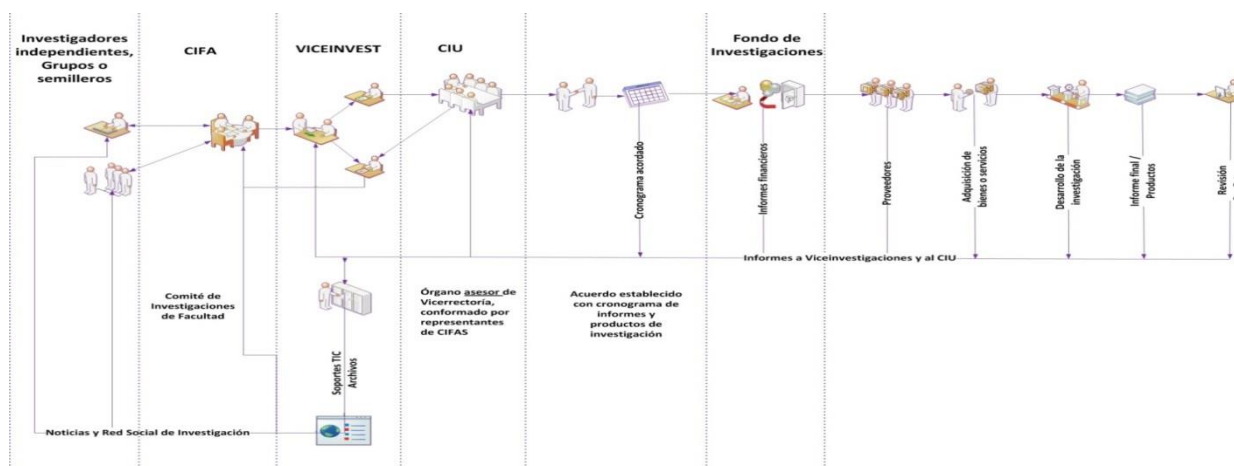 Investigadores
independientes,
Grupos o
semilleros
CIFA
VICEINVEST
CIU
Fondo de
Investigaciones
Cronograma acordado
Informes financieros
Proveedores
Adquisición de
bienes o servicios
Desarrollo de la
investigación
Informe final /
Productos
Revisión
Informes a Viceinvestigaciones y al CIU
Comité de
Investigaciones
de Facultad
Órgano asesor de
Vicerrectoría,
conformado por
representantes
de CIFAS
Acuerdo establecido
con cronograma de
informes y
productos de
investigación
Soportes TIC
Archivos
Noticias y Red Social de Investigación